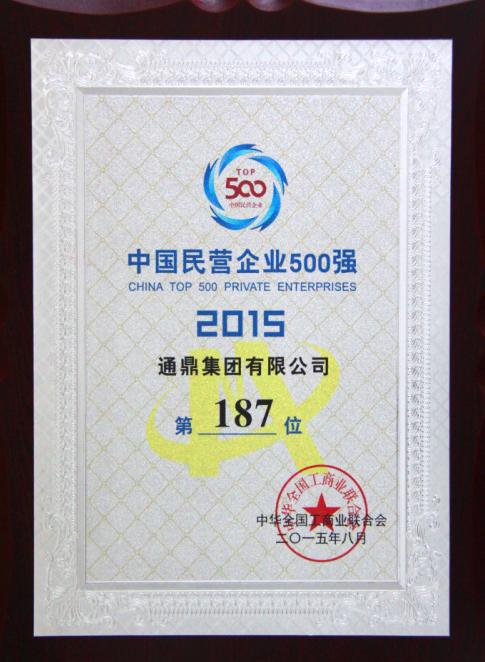 TOP
500
中国民营企业
中国民营企业500强
CHINA TOP 500 PRIVATE ENTERPRISES
2015
通鼎集团有限公司
第 187 位
中华全国工商业联合会
中华全国工商业联合会
二〇一五年八月